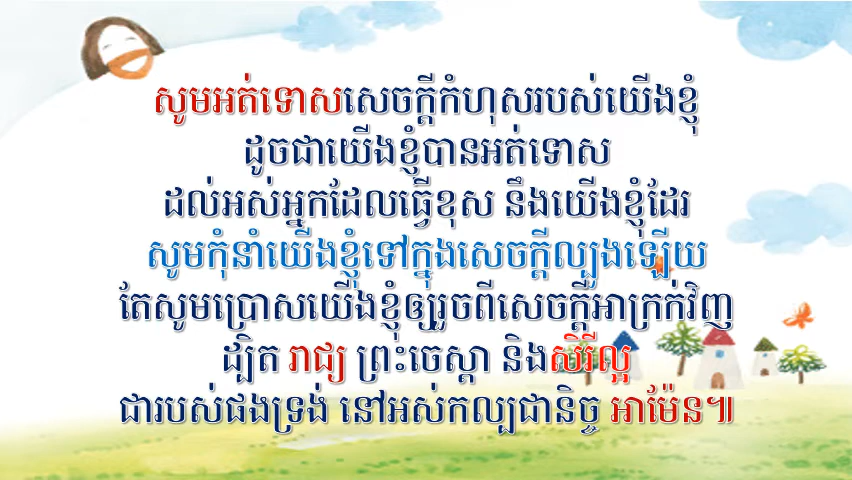 សូមអត់ទោសសេចក្ដីកំហុសរបស់យើងខ្ញុំ
ដូចជាយើងខ្ញុំបានអត់ទោស
ដល់អស់អ្នកដែលធ្វើខុស នឹងយើងខ្ញុំដែរ
សូមកុំនាំយើងខ្ញុំទៅក្នុងសេចក្ដីល្បួងឡើយ
តែសូមប្រោសយើងខ្ញុំឲ្យរួចពីសេចក្ដីអាក្រក់វិញ
ដ្បិត រាជ្យ ព្រះចេស្ដា និងសិរីល្អ
ជារបស់ផងទ្រង់ នៅអស់កល្បជានិច្ច អាម៉ែន៕